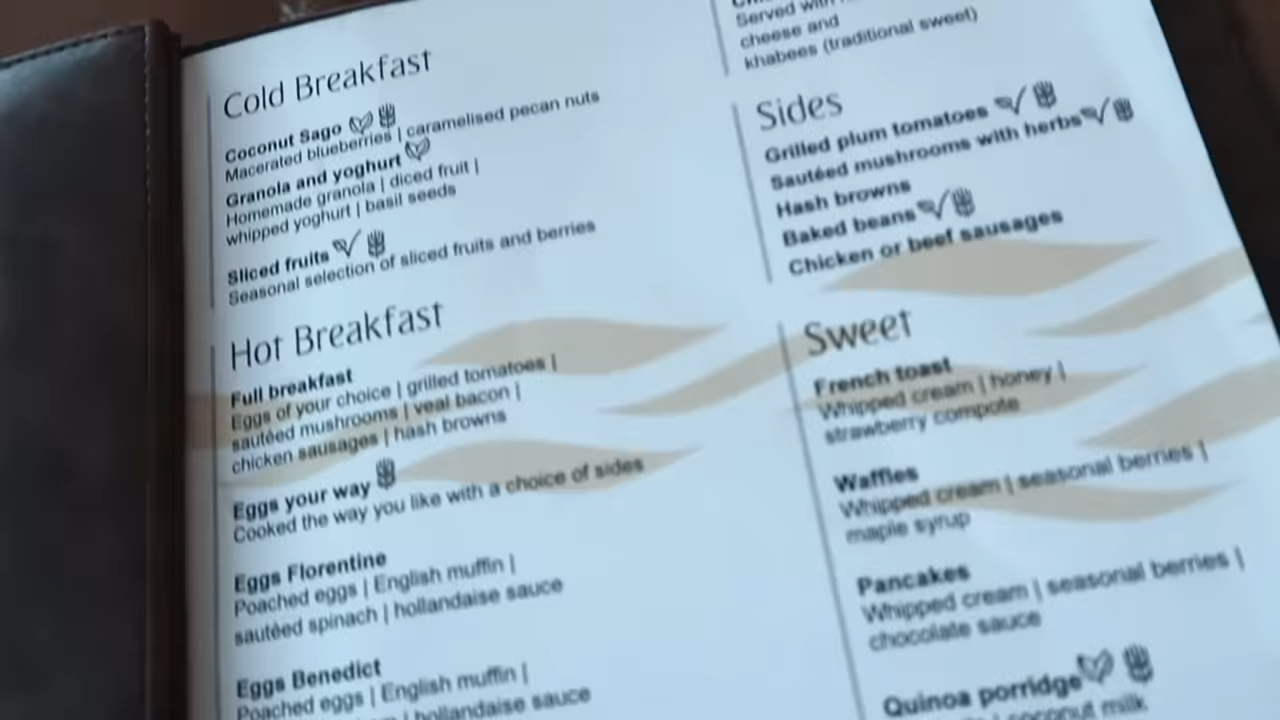 Cold Breakfast
Coconut Sago
Macerated blueberries | caramelised pecan nuts
Granola and yoghurt
Homemade granola | diced fruit |
whipped yoghurt | basil seeds
Sliced fruits
Seasonal selection of sliced fruits and berries
Hot Breakfast
Full breakfast
Eggs of your choice | grilled tomatoes |
sautéed mushrooms | veal bacon |
chicken sausages | hash browns
Eggs your way
Cooked the way you like with a choice of sides
Eggs Florentine
Poached eggs | English muffin |
sautéed spinach | hollandaise sauce
Eggs Benedict
Poached eggs | English muffin |
| hollandaise sauce
Served with
cheese and
khabees (traditional sweet)
Sides
Grilled plum tomatoes
Sautéed mushrooms with herbs
Hash browns
Baked beans
Chicken or beef sausages
Sweet
French toast
Whipped cream | honey |
strawberry compote
Waffles
Whipped cream | seasonal berries |
maple syrup
Pancakes
Whipped cream | seasonal berries |
chocolate sauce
Quinoa porridge
| coconut milk